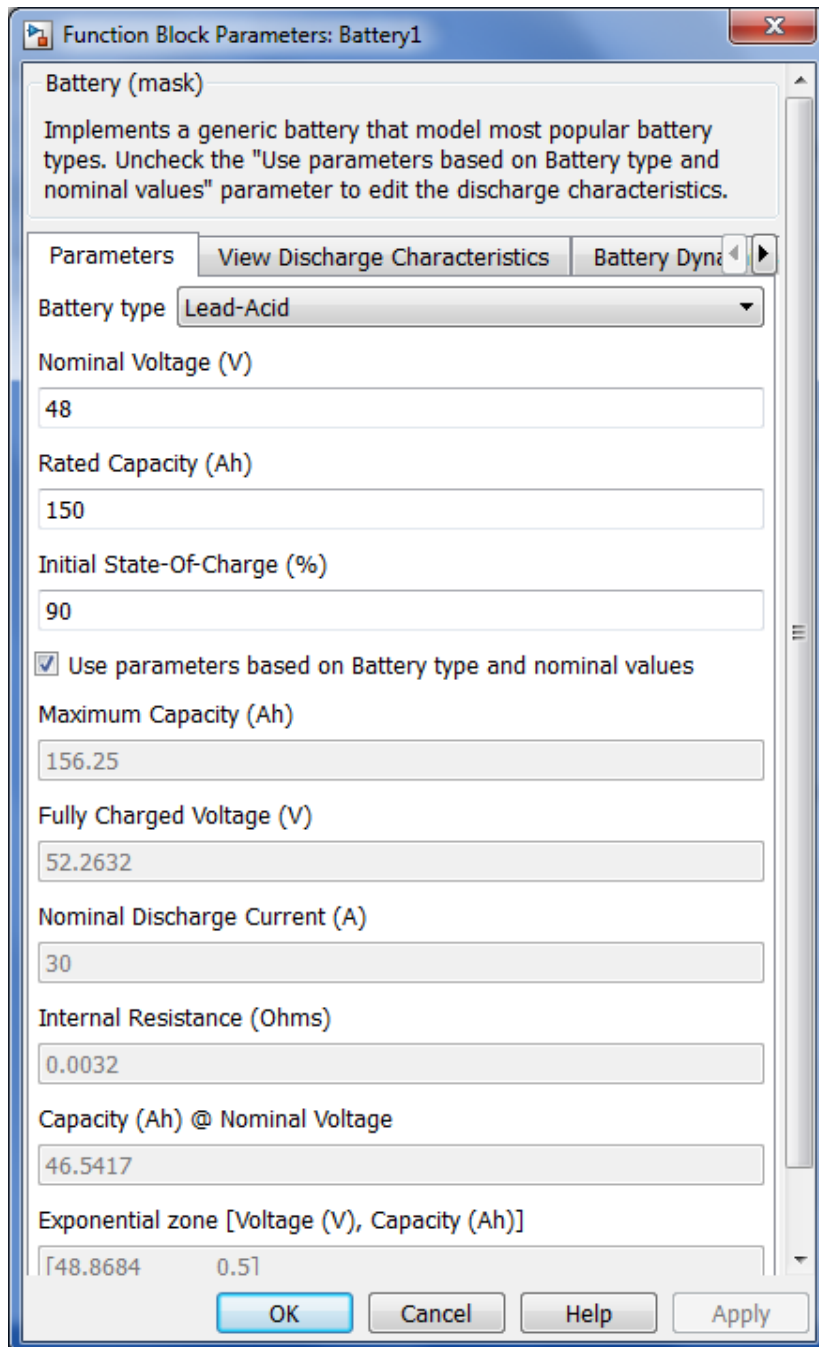 Function Block Parameters: Battery1
X
Battery (mask)
Implements a generic battery that model most popular battery
types. Uncheck the "Use parameters based on Battery type and
nominal values" parameter to edit the discharge characteristics.
Parameters View Discharge Characteristics Battery Dyna
Battery type Lead-Acid
Nominal Voltage (V)
48
Rated Capacity (Ah)
150
Initial State-Of-Charge (%)
90
Use parameters based on Battery type and nominal values
Maximum Capacity (Ah)
156.25
Fully Charged Voltage (V)
52.2632
Nominal Discharge Current (A)
30
Internal Resistance (Ohms)
0.0032
Capacity (Ah) @ Nominal Voltage
46.5417
Exponential zone [Voltage (V), Capacity (Ah)]
[48.8684 0.5]
OK Cancel Help Apply